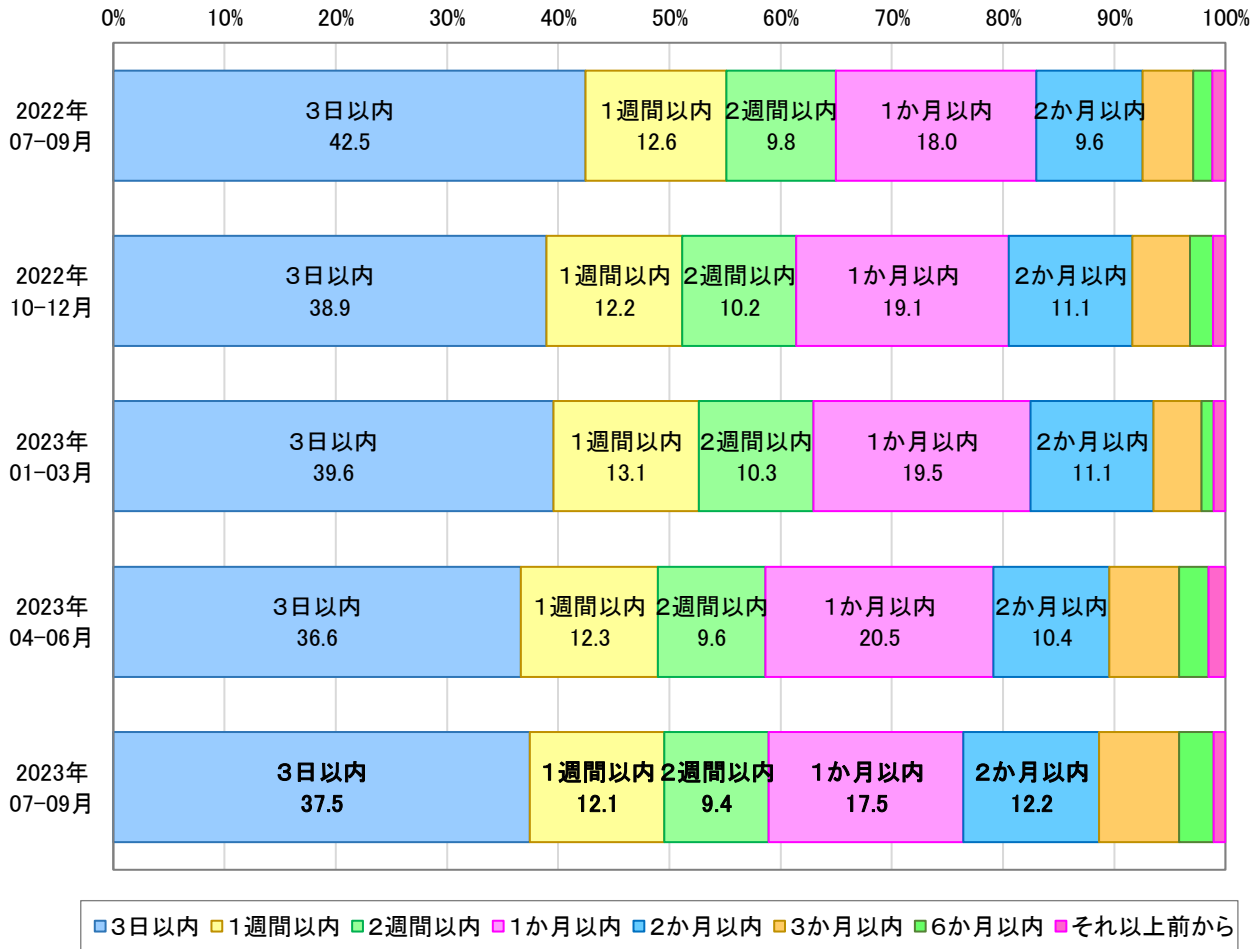 0% 10% 20% 30% 40% 50% 60% 70% 80% 90% 100%
2022年
07-09月
3日以内 1週間以内 2週間以内 1か月以内 2か月以内
42.5 12.6 9.8 18.0 9.6
2022年
10-12月
3日以内 1週間以内 2週間以内 1か月以内 2か月以内
38.9 12.2 10.2 19.1 11.1
2023年
01-03月
3日以内 1週間以内 2週間以内 1か月以内 2か月以内
39.6 13.1 10.3 19.5 11.1
2023年
04-06月
3日以内 1週間以内 2週間以内 1か月以内 2か月以内
36.6 12.3 9.6 20.5 10.4
2023年
07-09月
3日以内 1週間以内 2週間以内 1か月以内 2か月以内
37.5 12.1 9.4 17.5 12.2
3日以内 1週間以内 2週間以内 1か月以内 2か月以内 3か月以内 6か月以内 それ以上前から